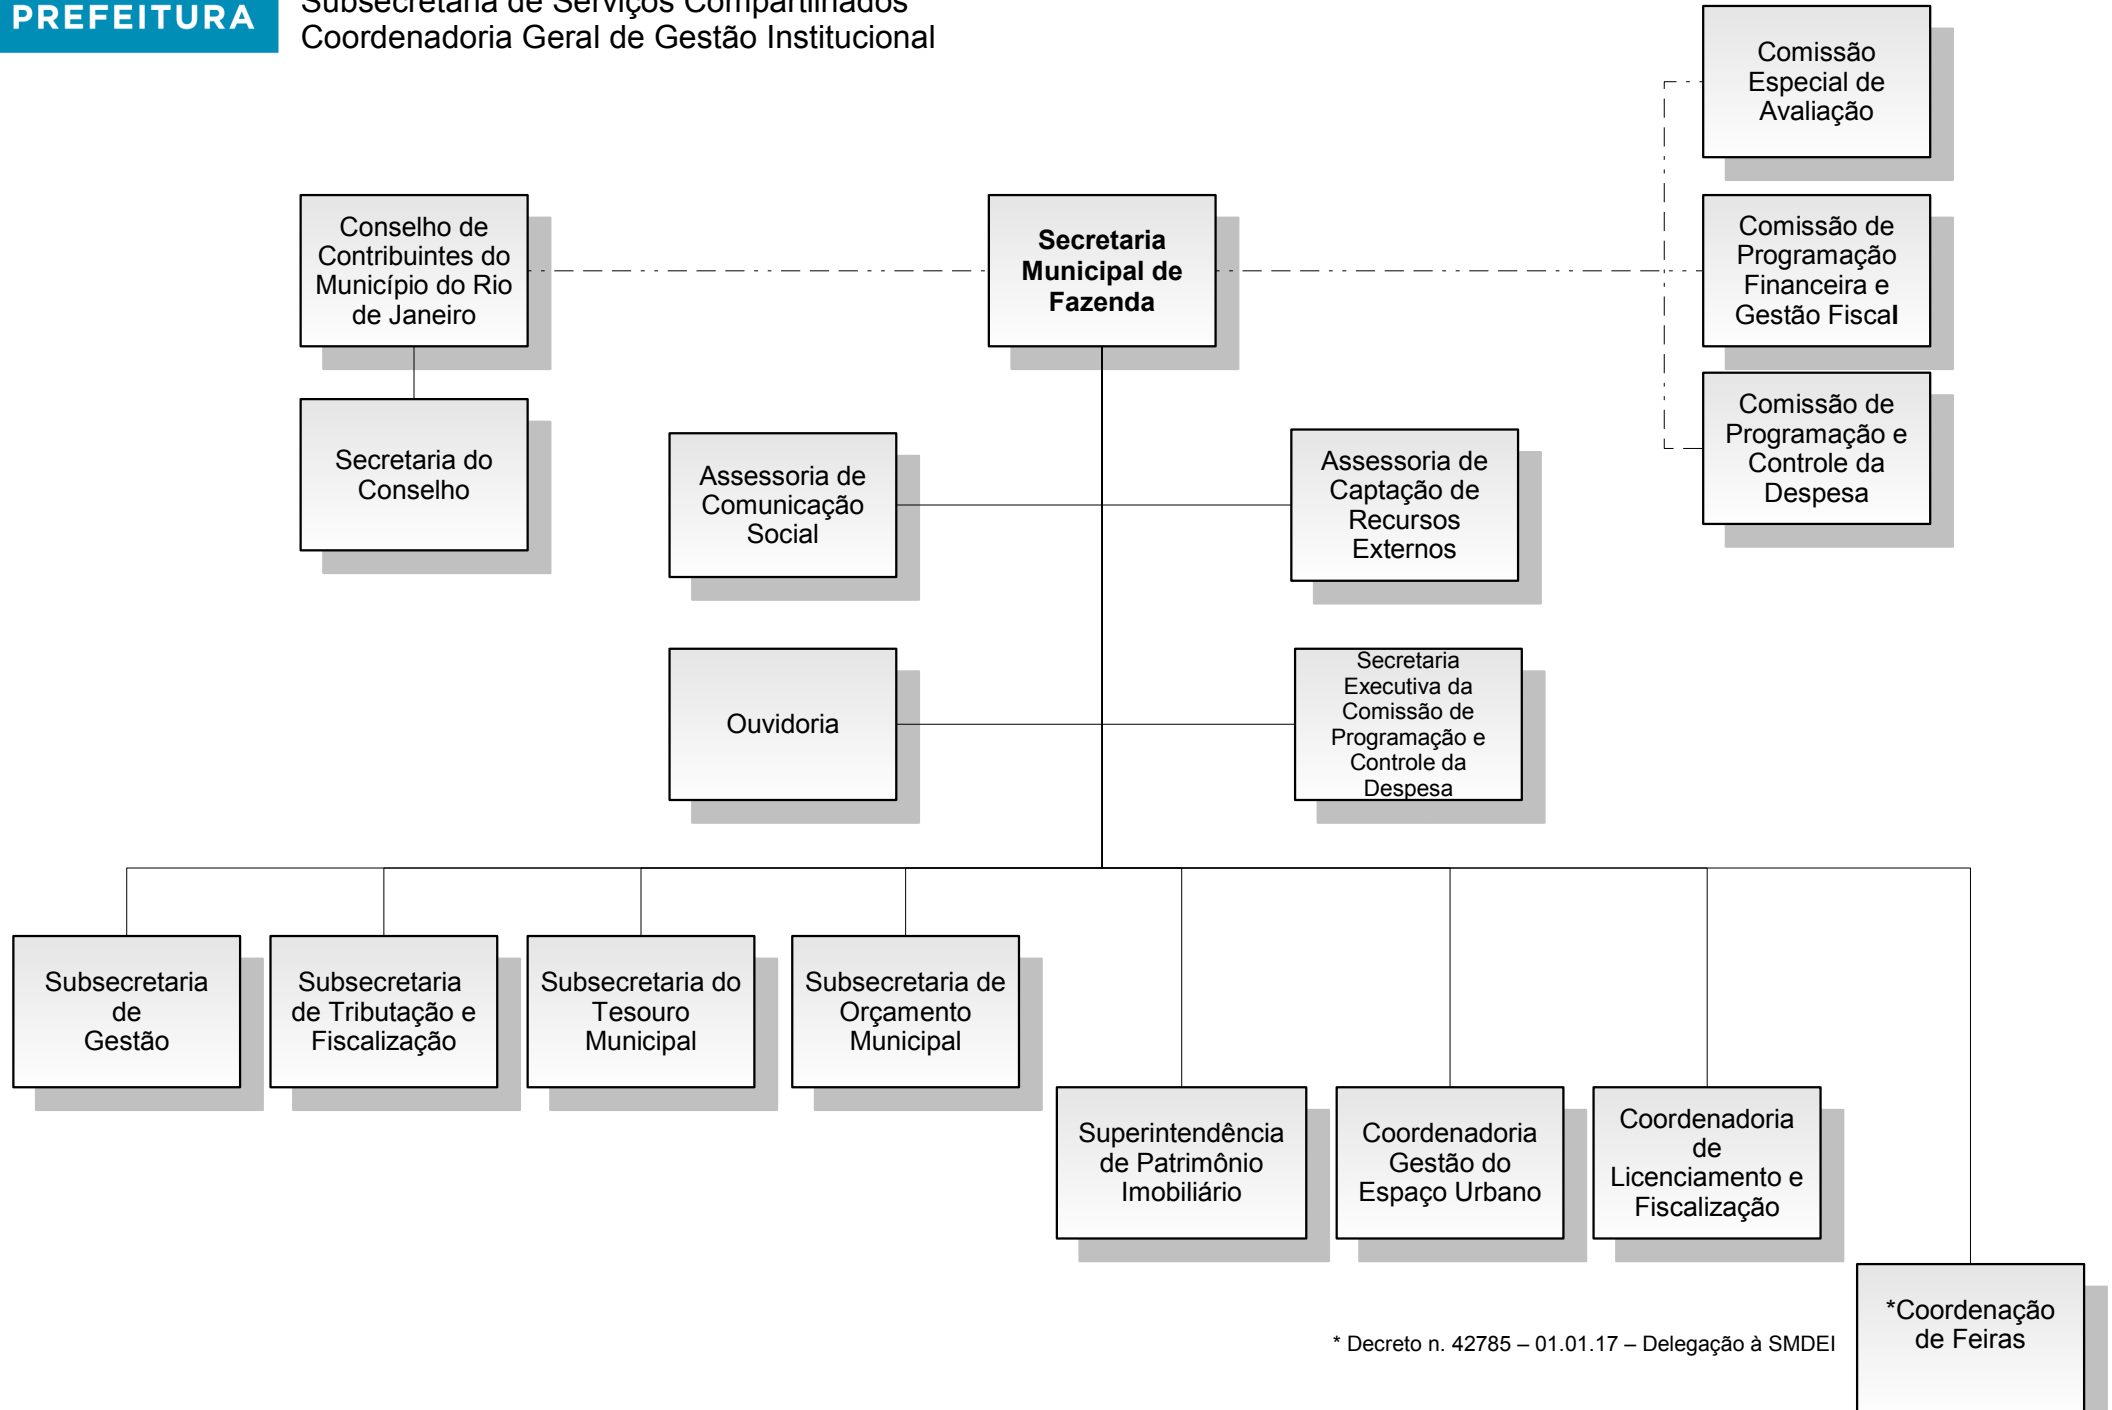 PREFEITURA
Subsecretaria de Serviços Compartilhados
Coordenadoria Geral de Gestão Institucional
Comissão
Especial de
Avaliação
Conselho de
Contribuintes do
Município do Rio
de Janeiro
Secretaria
Municipal de
Fazenda
Comissão de
Programação
Financeira e
Gestão Fiscal
Comissão de
Programação e
Controle da
Despesa
Secretaria do
Conselho
Assessoria de
Comunicação
Social
Assessoria de
Captação de
Recursos
Externos
Ouvidoria
Secretaria
Executiva da
Comissão de
Programação e
Controle da
Despesa
Subsecretaria
de
Gestão
Subsecretaria
de Tributação e
Fiscalização
Subsecretaria do
Tesouro
Municipal
Subsecretaria de
Orçamento
Municipal
Superintendência
de Patrimônio
Imobiliário
Coordenadoria
Gestão do
Espaço Urbano
Coordenadoria
de
Licenciamento e
Fiscalização
*Coordenação
de Feiras
* Decreto n. 42785 – 01.01.17 – Delegação à SMDEI